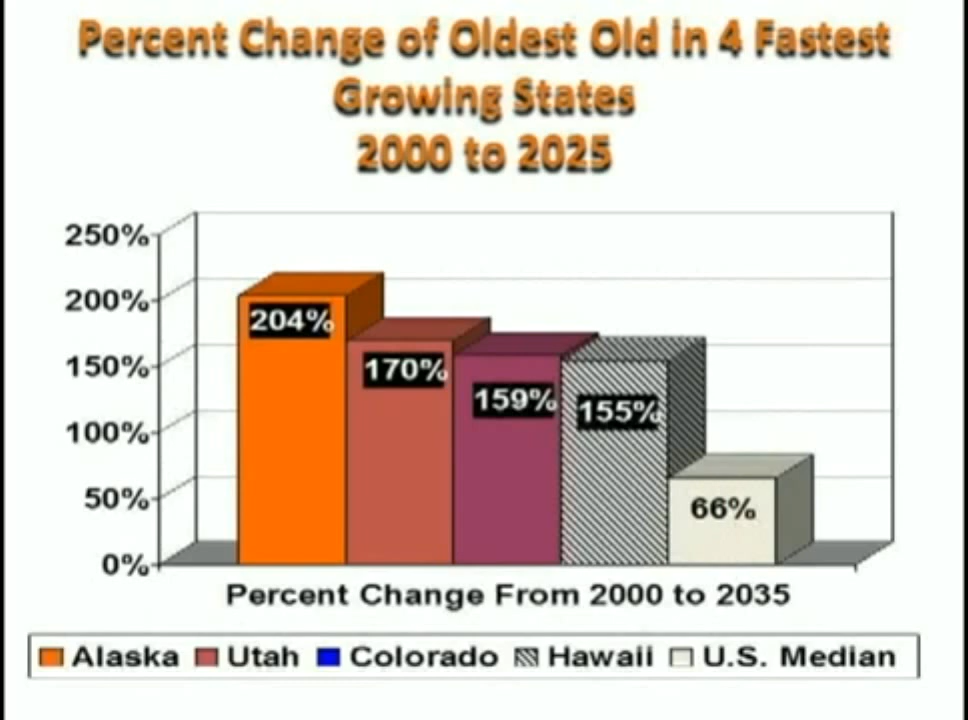 Percent Change of Oldest Old in 4 Fastest
Growing States
2000 to 2025
250%
200%
150%
100%
50%
0%
204%
170%
159%
155%
66%
Percent Change From 2000 to 2035
Alaska Utah Colorado Hawaii U.S. Median